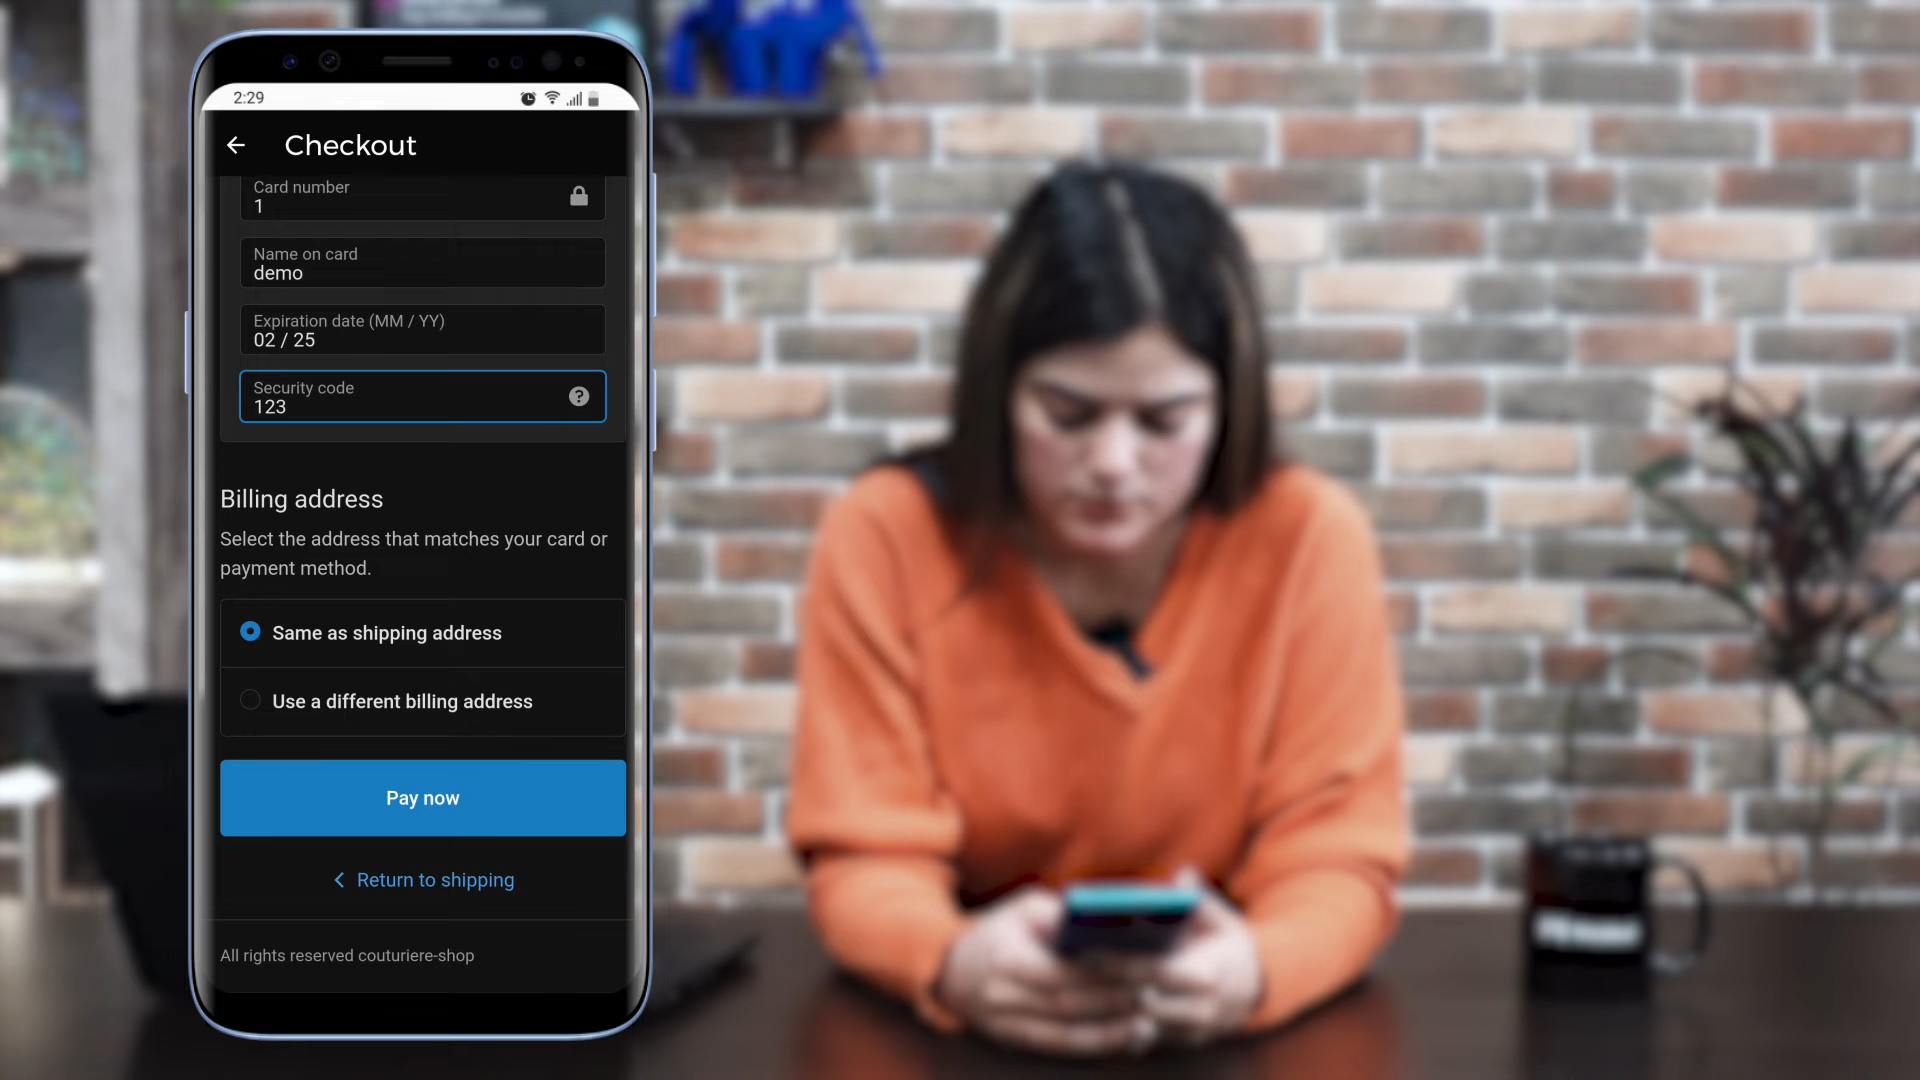 2:29
Checkout
Card number
1
Name on card
demo
Expiration date (MM / YY)
02 / 25
Security code
123
?
Billing address
Select the address that matches your card or
payment method.
Same as shipping address
Use a different billing address
Pay now
Return to shipping
All rights reserved couturiere-shop